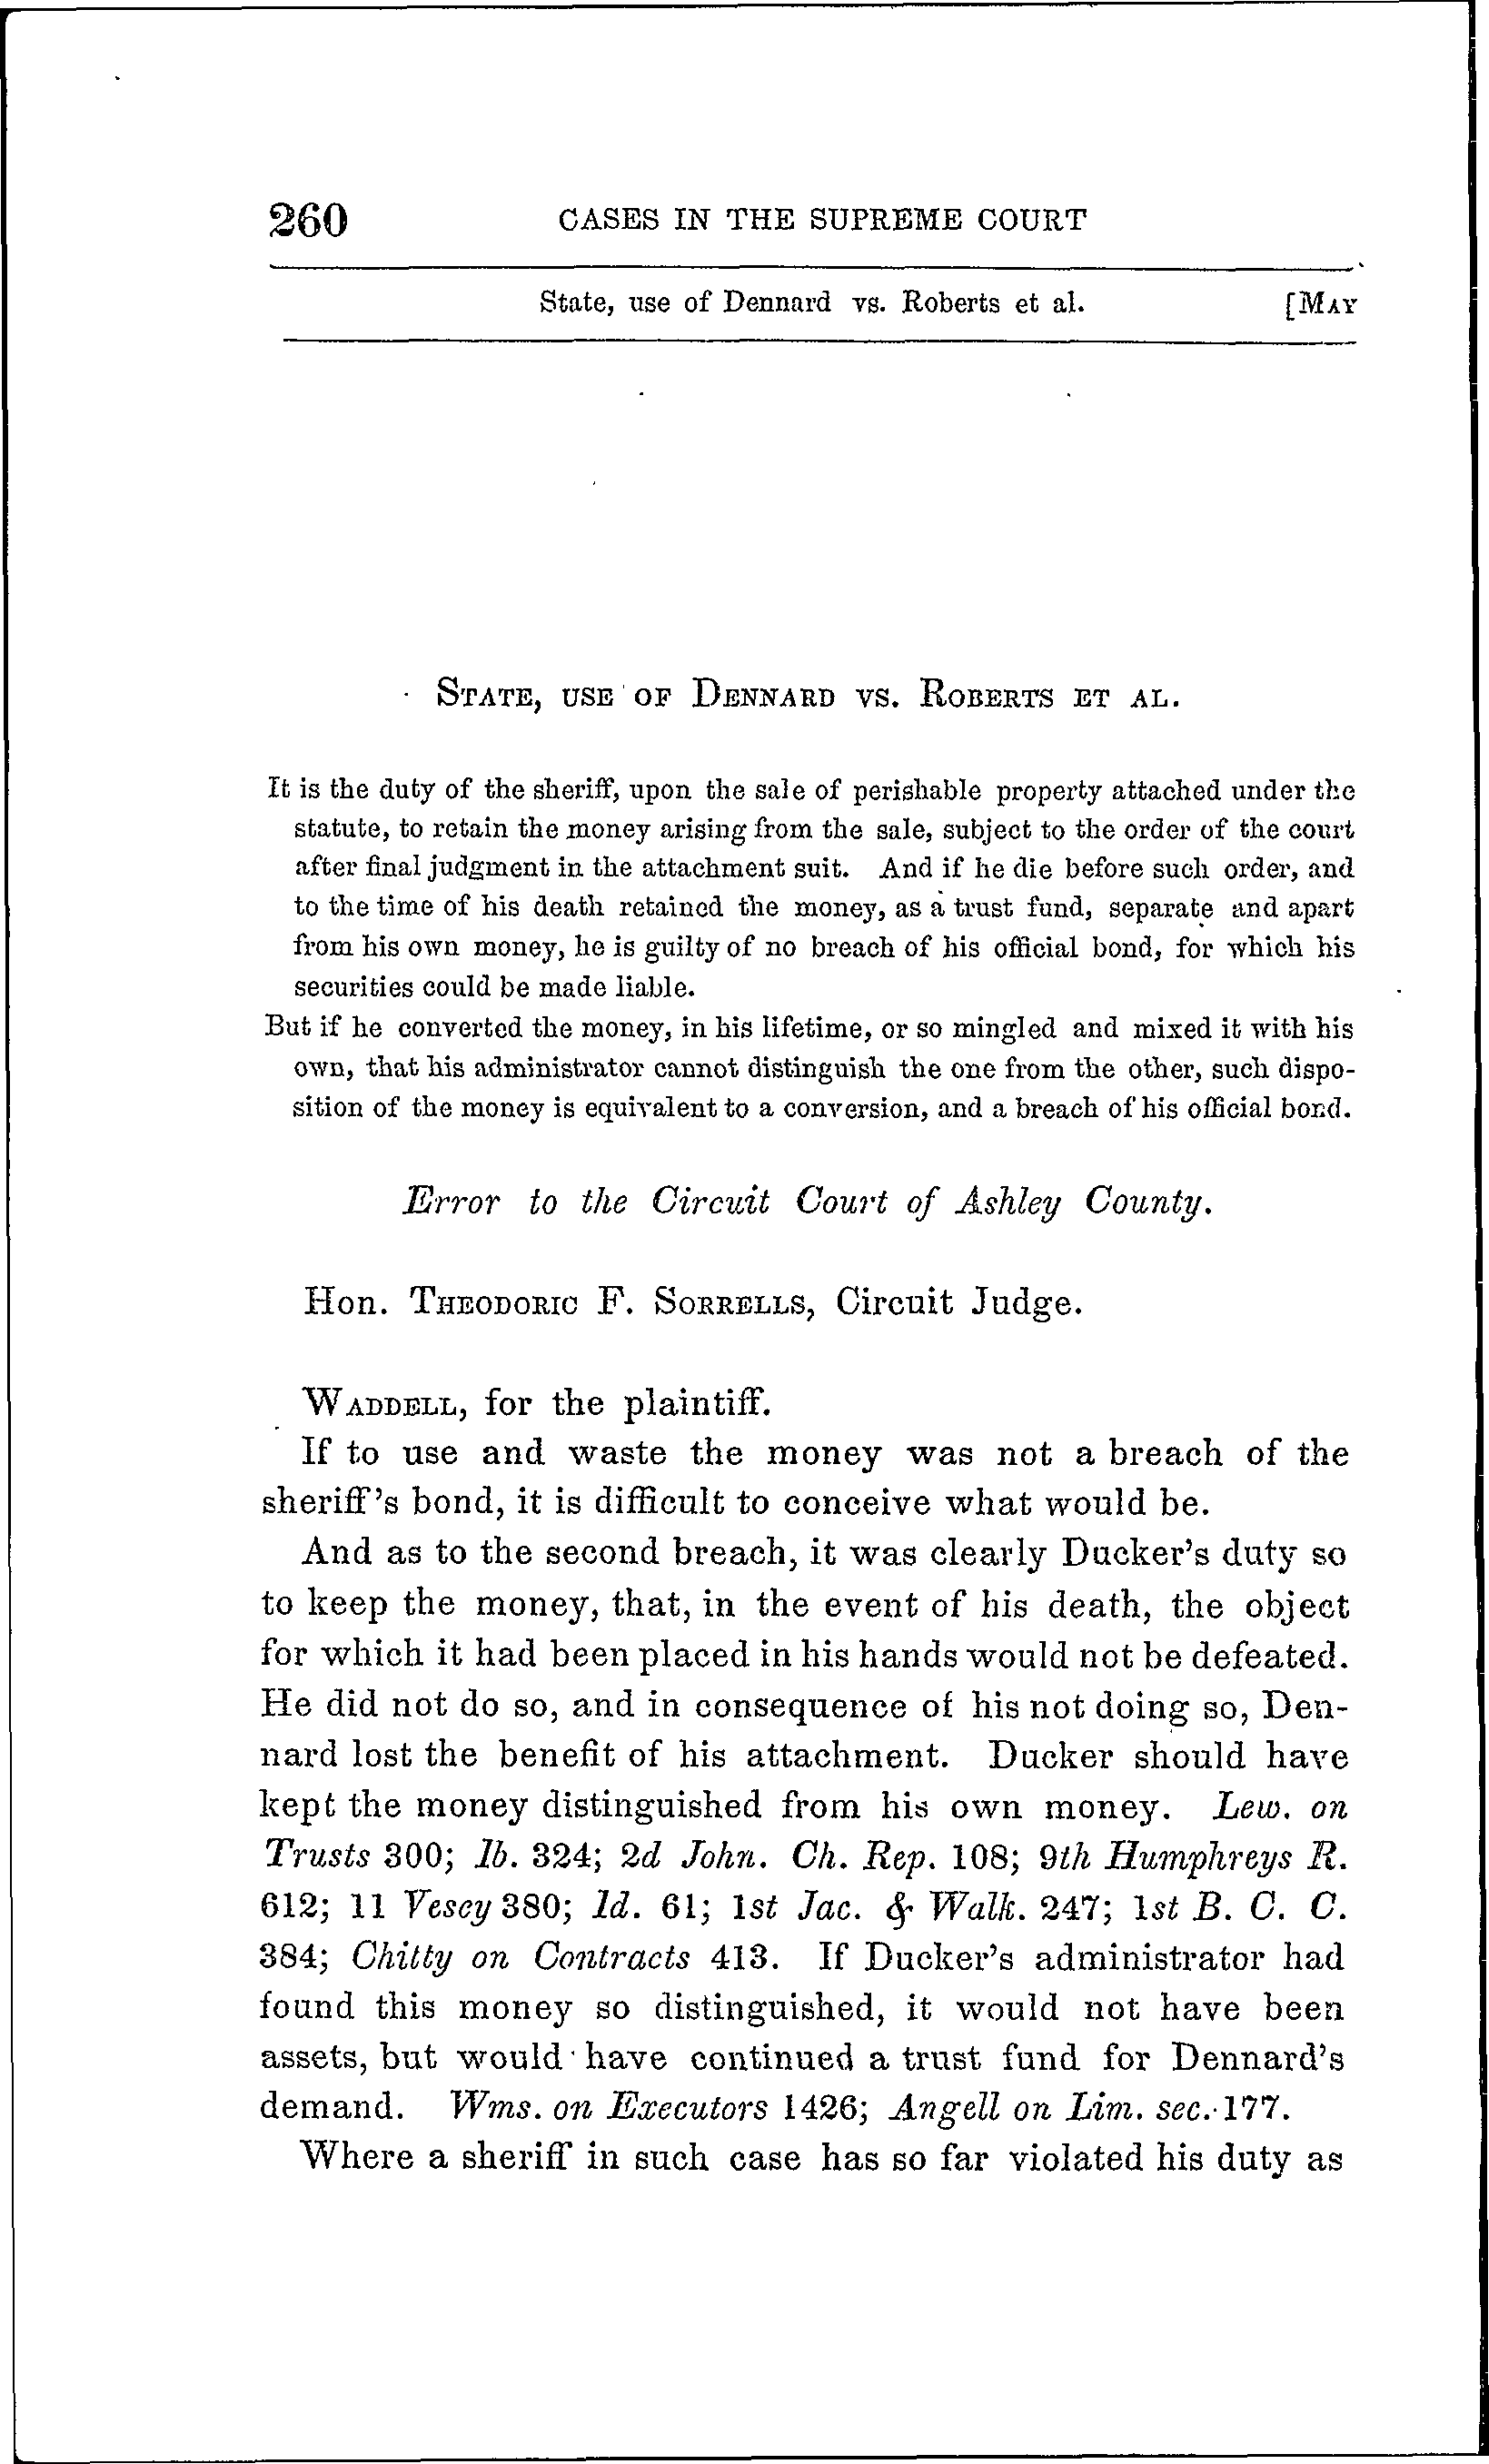 260 CASES IN THE SUPREME COURT
State, use of Dennard vs. Roberts et al. [MAY
STATE, USE OF DENNARD VS. ROBERTS ET AL.
It is the duty of the sheriff, upon the sale of perishable property attached under the
statute, to retain the money arising from the sale, subject to the order of the court
after final judgment in the attachment suit. And if he die before such order, and
to the time of his death retained the money, as a trust fund, separate and apart
from his own money, he is guilty of no breach of his official bond, for which his
securities could be made liable.
But if he converted the money, in his lifetime, or so mingled and mixed it with his
own, that his administrator cannot distinguish the one from the other, such dispo-
sition of the money is equivalent to a conversion, and a breach of his official bond.
Error to the Circuit Court of Ashley County.
Hon. THEODORIC F. SORRELLS, Circuit Judge.
WADDELL, for the plaintiff.
If to use and waste the money was not a breach of the
sheriff's bond, it is difficult to conceive what would be.
And as to the second breach, it was clearly Ducker's duty so
to keep the money, that, in the event of his death, the object
for which it had been placed in his hands would not be defeated.
He did not do so, and in consequence of his not doing so, Den-
nard lost the benefit of his attachment. Ducker should have
kept the money distinguished from his own money. Lew. on
Trusts 300; Ib. 324; 2d John. Ch. Rep. 108; 9th Humphreys R.
612; 11 Vesey 380; Id. 61; 1st Jac. & Walk. 247; 1st B. C. C.
384; Chitty on Contracts 413. If Ducker's administrator had
found this money so distinguished, it would not have been
assets, but would have continued a trust fund for Dennard's
demand. Wms. on Executors 1426; Angell on Lim. sec. 177.
Where a sheriff in such case has so far violated his duty as